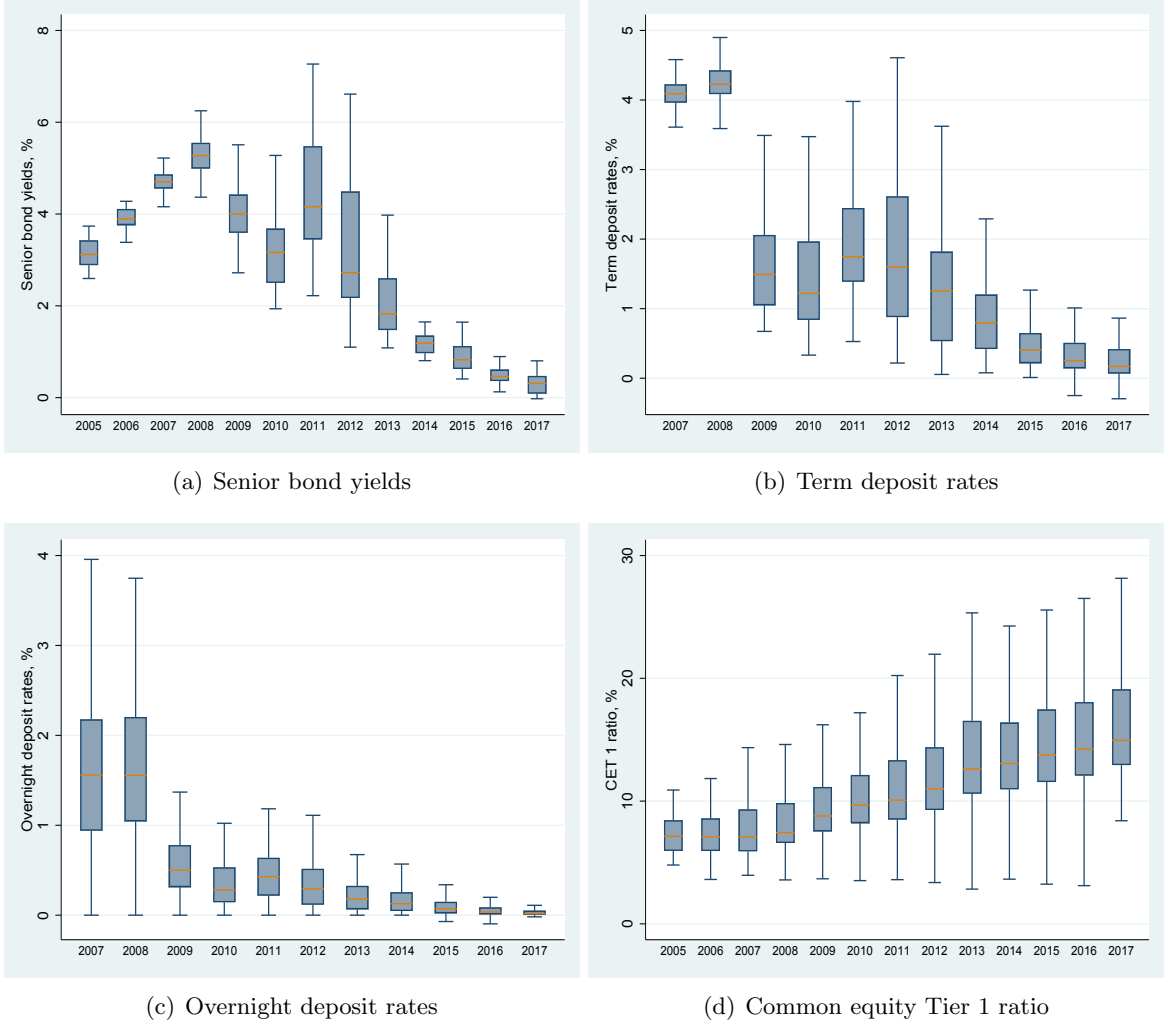 Senior bond yields, %
8
6
4
2
0
2005 2006 2007 2008 2009 2010 2011 2012 2013 2014 2015 2016 2017
(a) Senior bond yields
Term deposit rates, %
5
4
3
2
1
0
2007 2008 2009 2010 2011 2012 2013 2014 2015 2016 2017
(b) Term deposit rates
Overnight deposit rates, %
4
3
2
1
0
2007 2008 2009 2010 2011 2012 2013 2014 2015 2016 2017
(c) Overnight deposit rates
CET 1 ratio, %
30
20
10
0
2005 2006 2007 2008 2009 2010 2011 2012 2013 2014 2015 2016 2017
(d) Common equity Tier 1 ratio